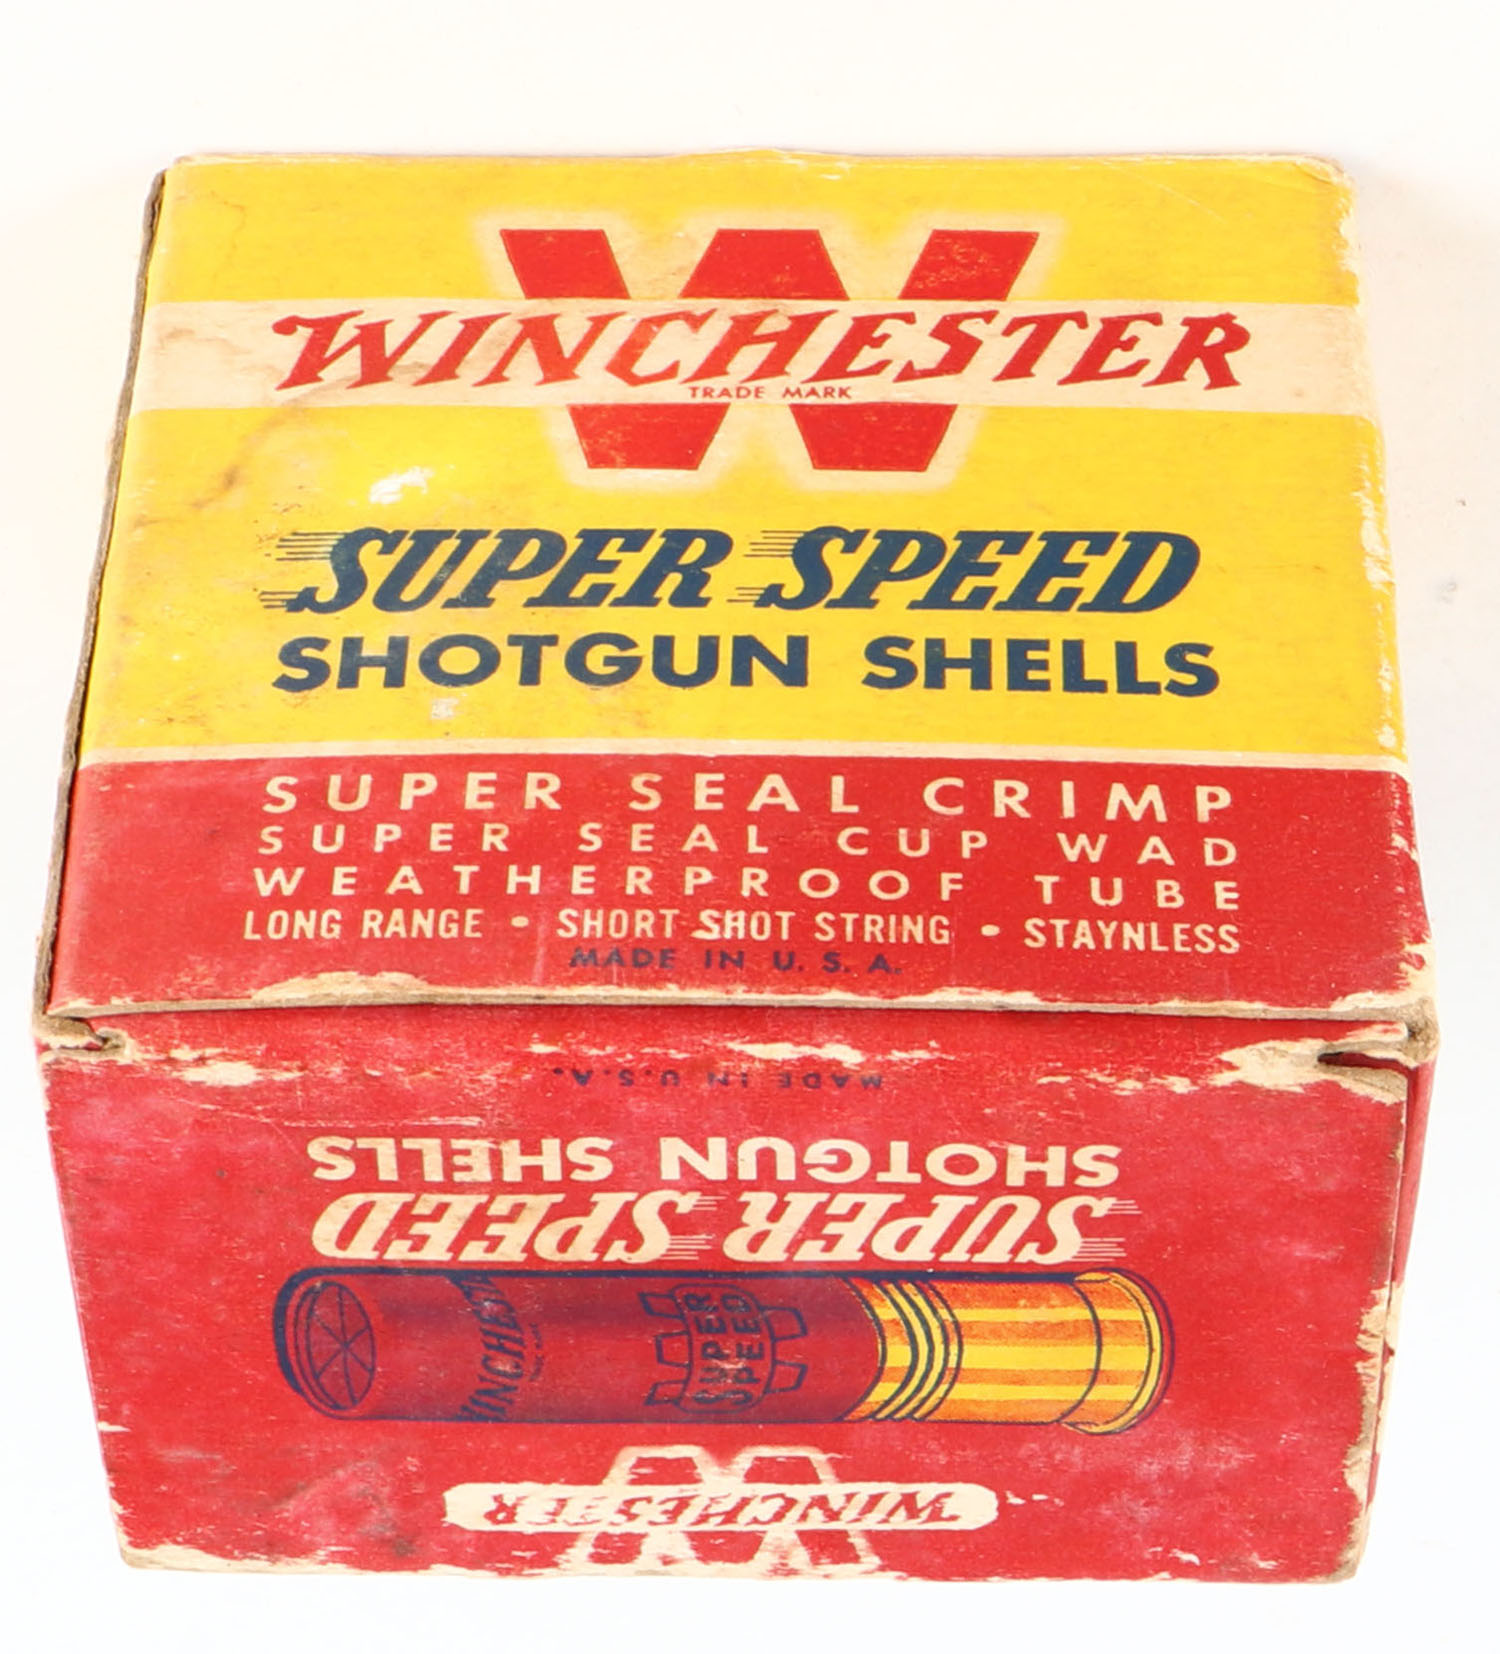 WINCHESTER
TRADE MARK
SUPER SPEED
SHOTGUN SHELLS
SUPER SEAL CRIMP
SUPER SEAL CUP WAD
WEATHERPROOF TUBE
LONG RANGE • SHORT SHOT STRING • STAYNLESS
MADE IN U.S.A.
MADE IN U.S.A.
SHOTGUN SHELLS
SUPER SPEED
WINCHESTER
SUPER
SPEED
WINCHESTER